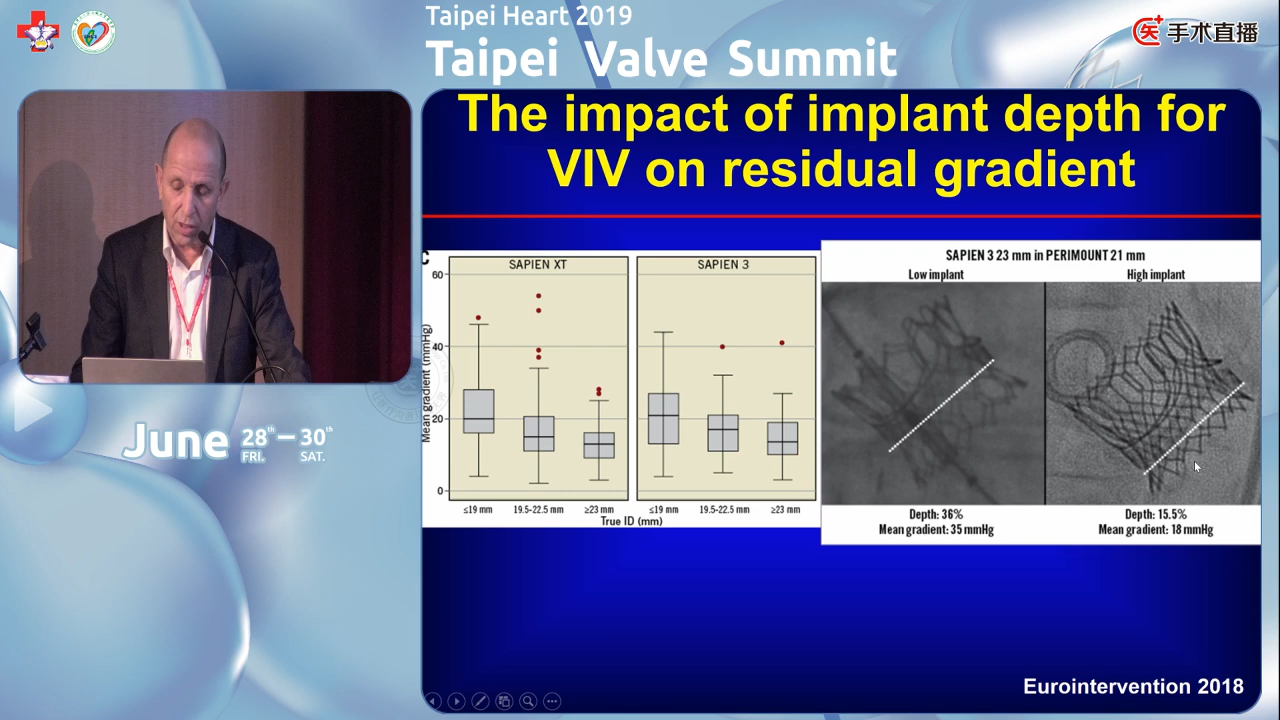 Taipei Heart 2019
Taipei Valve Summit
手术直播
The impact of implant depth for
VIV on residual gradient
C
SAPIEN XT
SAPIEN 3
60
40
20
0
Mean gradient (mmHg)
≤19 mm
19.5-22.5 mm
≥23 mm
≤19 mm
19.5-22.5 mm
≥23 mm
True ID (mm)
SAPIEN 3 23 mm in PERIMOUNT 21 mm
Low implant
High implant
Depth: 36%
Mean gradient: 35 mmHg
Depth: 15.5%
Mean gradient: 18 mmHg
June 28th – 30th
FRI. SAT.
Eurointervention 2018